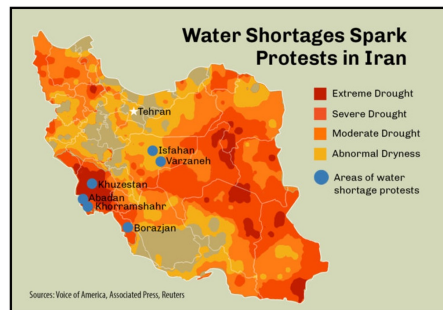 Water Shortages Spark
Protests in Iran
Tehran
Extreme Drought
Severe Drought
Moderate Drought
Abnormal Dryness
Areas of water
shortage protests
Isfahan
Varzaneh
Khuzestan
Abadan
Khorramshahr
Borazjan
Sources: Voice of America, Associated Press, Reuters